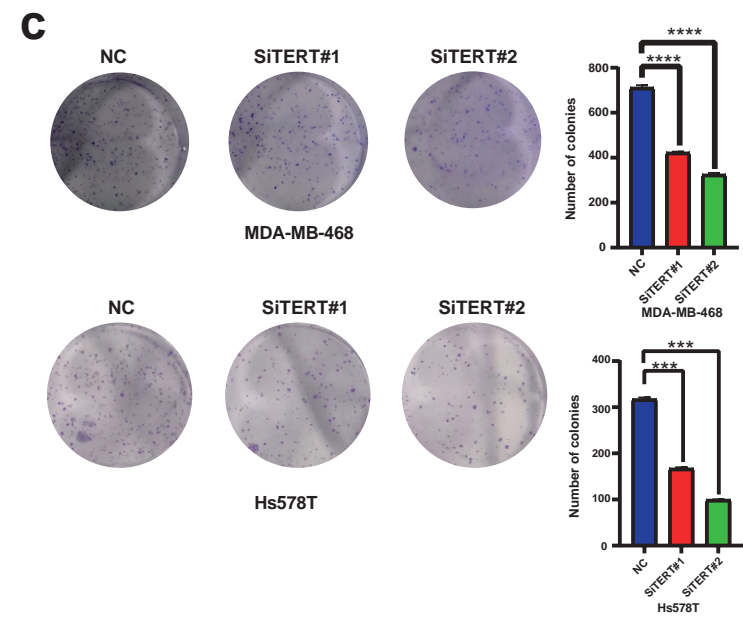 C
NC SiTERT#1 SiTERT#2
MDA-MB-468
****
****
Number of colonies
800
600
400
200
0
NC SiTERT#1 SiTERT#2
MDA-MB-468
NC SiTERT#1 SiTERT#2
Hs578T
***
***
Number of colonies
400
300
200
100
0
NC SiTERT#1 SiTERT#2
Hs578T